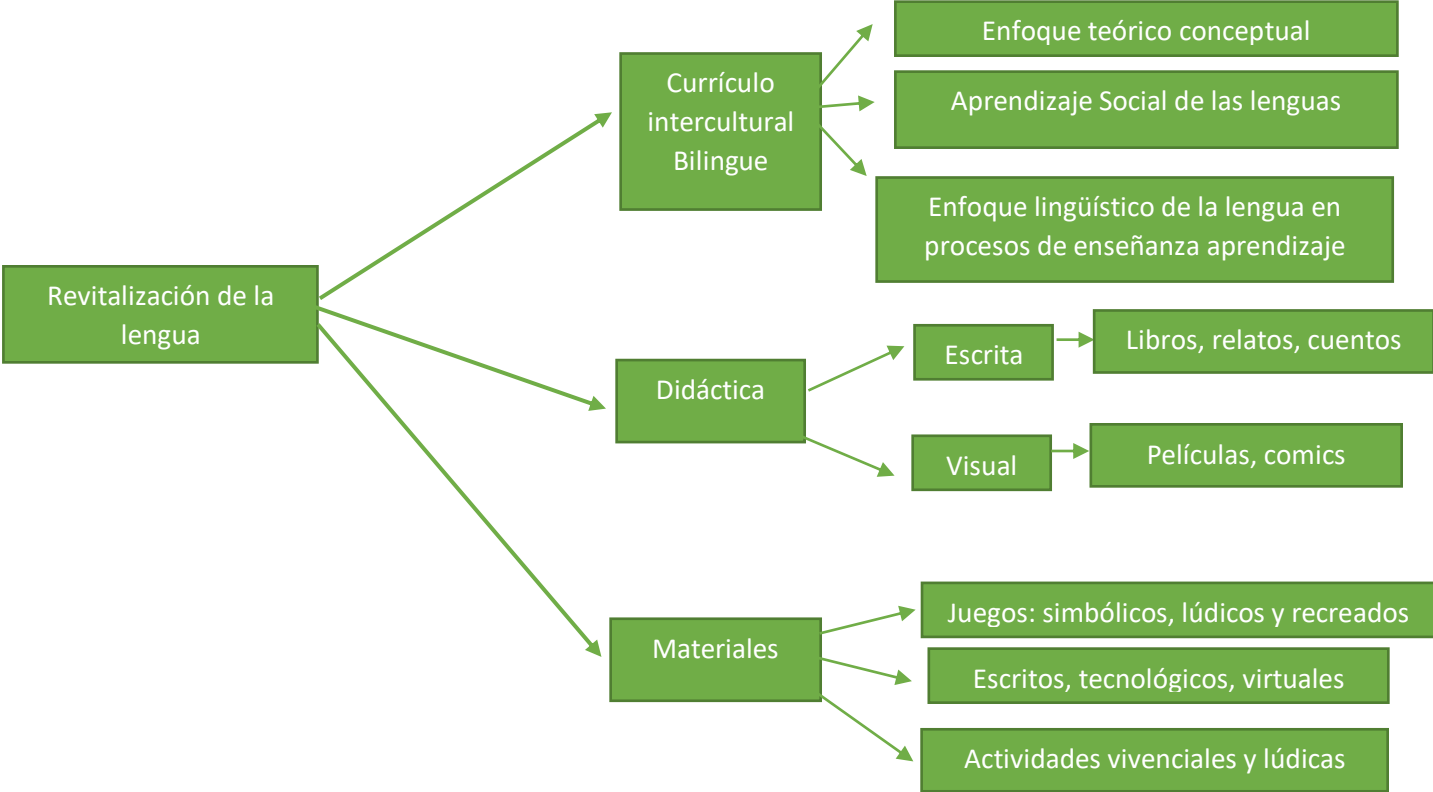 Revitalización de la
lengua
Currículo
intercultural
Bilingue
Enfoque teórico conceptual
Aprendizaje Social de las lenguas
Enfoque lingüístico de la lengua en
procesos de enseñanza aprendizaje
Didáctica
Escrita
Libros, relatos, cuentos
Visual
Películas, comics
Materiales
Juegos: simbólicos, lúdicos y recreados
Escritos, tecnológicos, virtuales
Actividades vivenciales y lúdicas